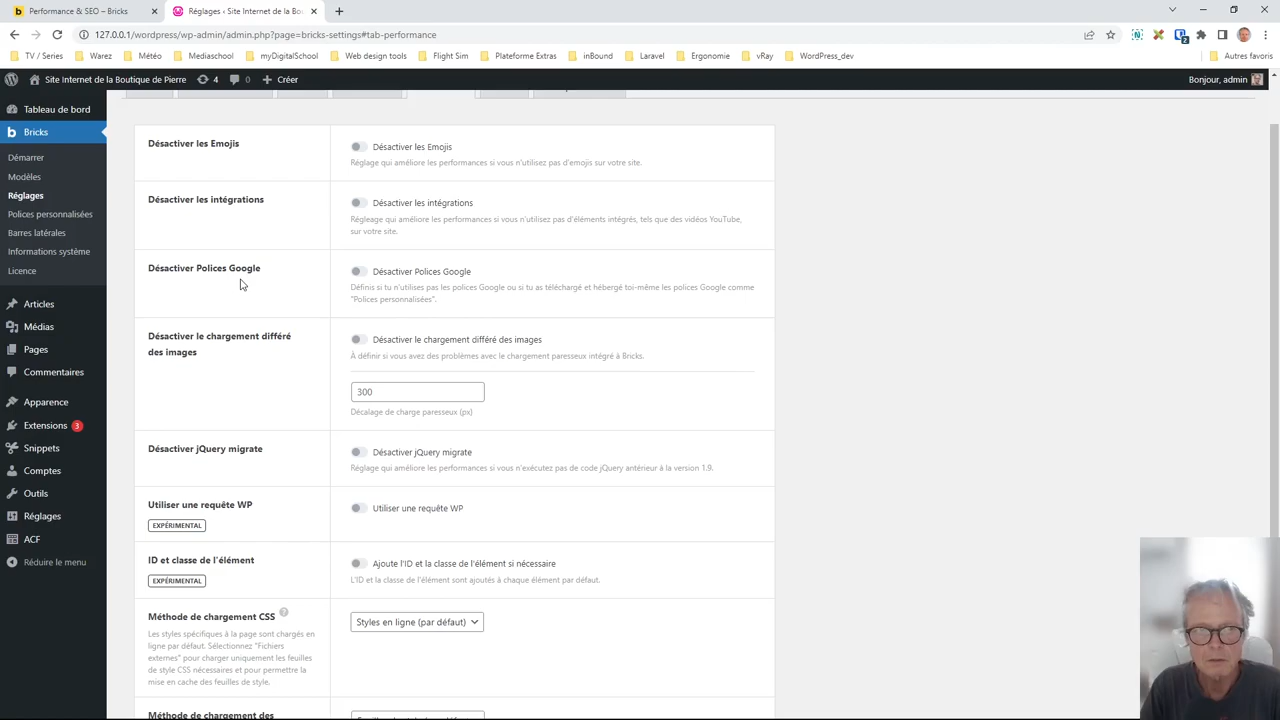 Performance & SEO – Bricks
Réglages ‹ Site Internet de la Bo
127.0.0.1/wordpress/wp-admin/admin.php?page=bricks-settings#tab-performance
TV / Series
Warez
Météo
Mediaschool
myDigitalSchool
Web design tools
Flight Sim
Plateforme Extras
inBound
Laravel
Ergonomie
vRay
WordPress_dev
Autres favoris
Site Internet de la Boutique de Pierre
4
0
Créer
Bonjour, admin
Tableau de bord
Bricks
Démarrer
Modèles
Réglages
Polices personnalisées
Barres latérales
Informations système
Licence
Articles
Médias
Pages
Commentaires
Apparence
Extensions 3
Snippets
Comptes
Outils
Réglages
ACF
Réduire le menu
Désactiver les Emojis
Désactiver les Emojis
Réglage qui améliore les performances si vous n'utilisez pas d'emojis sur votre site.
Désactiver les intégrations
Désactiver les intégrations
Régleage qui améliore les performances si vous n'utilisez pas d'éléments intégrés, tels que des vidéos YouTube,
sur votre site.
Désactiver Polices Google
Désactiver Polices Google
Définis si tu n'utilises pas les polices Google ou si tu as téléchargé et hébergé toi-même les polices Google comme
"Polices personnalisées".
Désactiver le chargement différé
des images
Désactiver le chargement différé des images
À définir si vous avez des problèmes avec le chargement paresseux intégré à Bricks.
300
Décalage de charge paresseux (px)
Désactiver jQuery migrate
Désactiver jQuery migrate
Réglage qui améliore les performances si vous n'exécutez pas de code jQuery antérieur à la version 1.9.
Utiliser une requête WP
EXPÉRIMENTAL
Utiliser une requête WP
ID et classe de l'élément
EXPÉRIMENTAL
Ajoute l'ID et la classe de l'élément si nécessaire
L'ID et la classe de l'élément sont ajoutés à chaque élément par défaut.
Méthode de chargement CSS ?
Les styles spécifiques à la page sont chargés en
ligne par défaut. Sélectionnez "Fichiers
externes" pour charger uniquement les feuilles
de style CSS nécessaires et pour permettre la
mise en cache des feuilles de style.
Styles en ligne (par défaut)
Méthode de chargement des